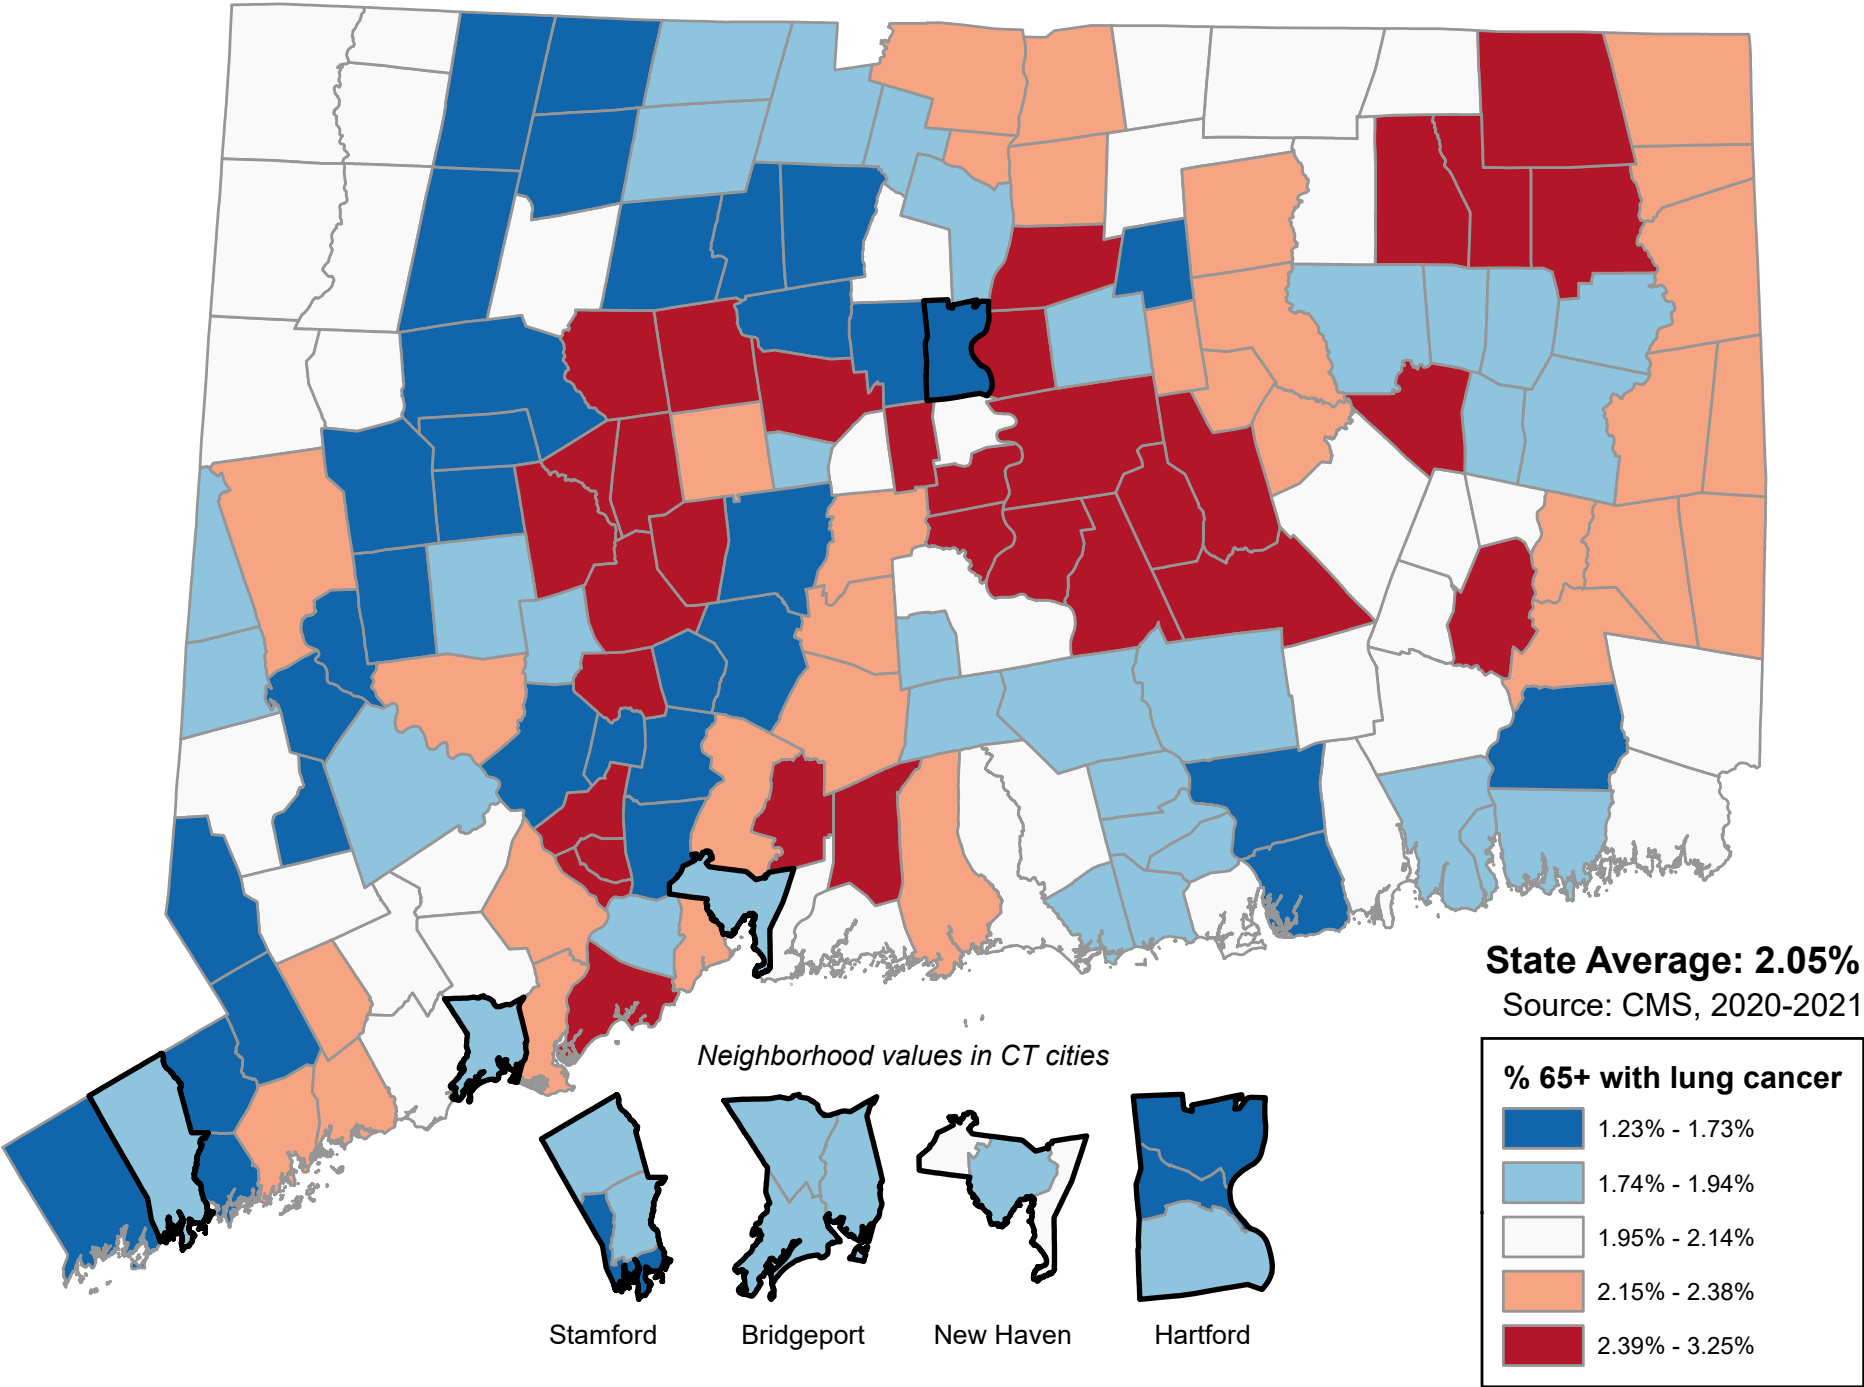 State Average: 2.05%
Source: CMS, 2020-2021
Neighborhood values in CT cities
% 65+ with lung cancer
1.23% - 1.73%
1.74% - 1.94%
1.95% - 2.14%
2.15% - 2.38%
2.39% - 3.25%
Stamford
Bridgeport
New Haven
Hartford